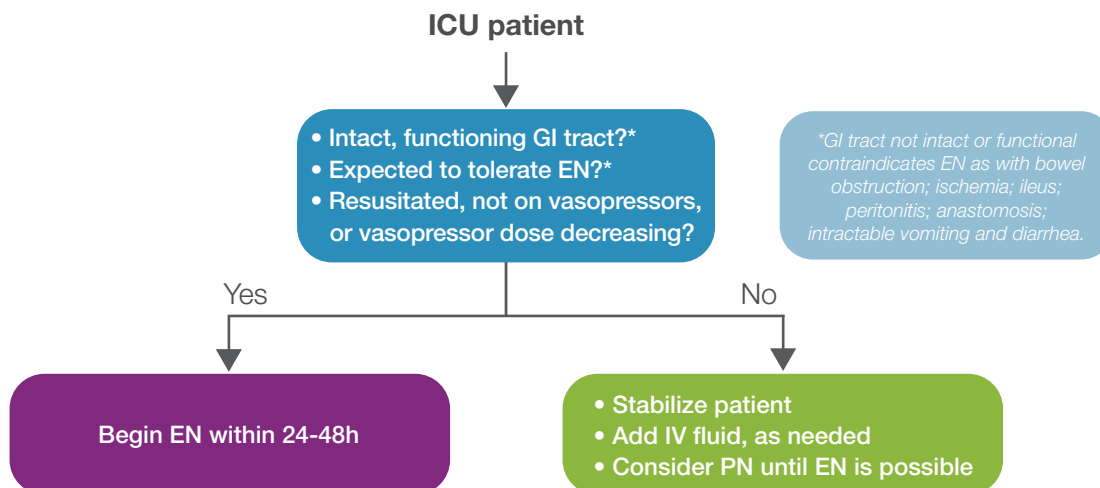 ICU patient
• Intact, functioning GI tract?*
• Expected to tolerate EN?*
• Resusitated, not on vasopressors,
or vasopressor dose decreasing?
*GI tract not intact or functional
contraindicates EN as with bowel
obstruction; ischemia; ileus;
peritonitis; anastomosis;
intractable vomiting and diarrhea.
Yes
No
Begin EN within 24-48h
• Stabilize patient
• Add IV fluid, as needed
• Consider PN until EN is possible